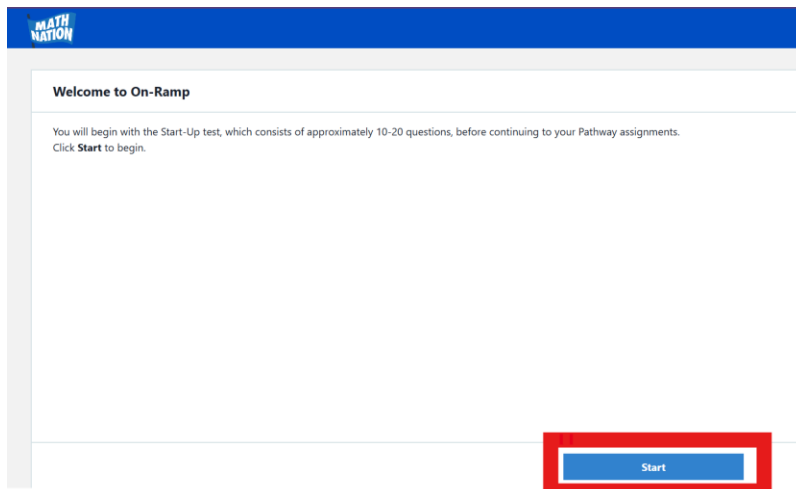 MATH
NATION
Welcome to On-Ramp
You will begin with the Start-Up test, which consists of approximately 10-20 questions, before continuing to your Pathway assignments.
Click Start to begin.
Start